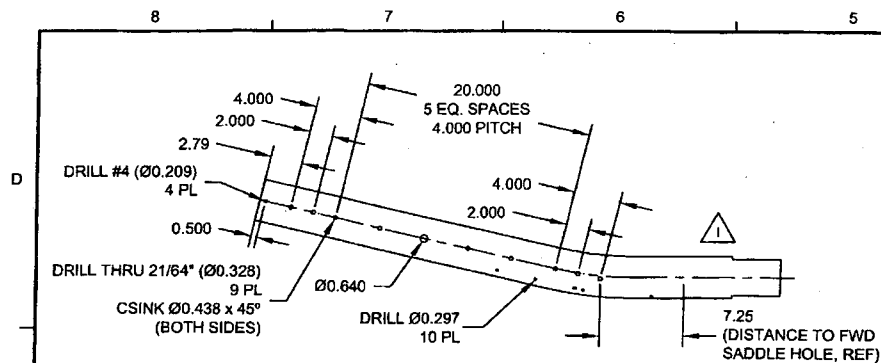 8
7
6
5
D
20.000
5 EQ. SPACES
4.000 PITCH
4.000
2.000
2.79
DRILL #4 (Ø0.209)
4 PL
0.500
DRILL THRU 21/64" (Ø0.328)
9 PL
CSINK Ø0.438 x 45º
(BOTH SIDES)
Ø0.640
DRILL Ø0.297
10 PL
4.000
2.000
1
7.25
(DISTANCE TO FWD
SADDLE HOLE, REF)